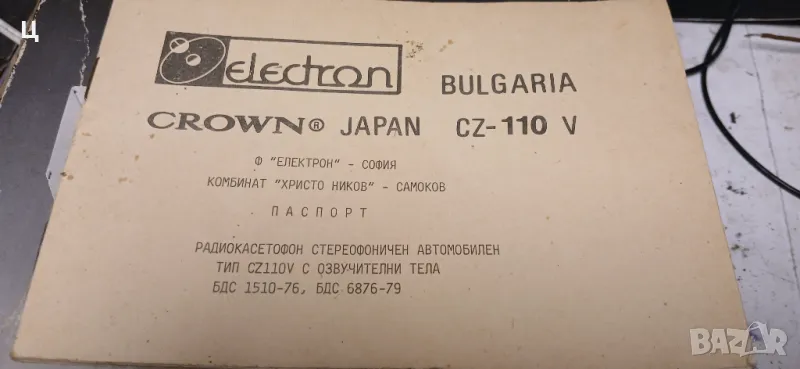 Ц
electron BULGARIA
CROWN® JAPAN CZ-110 V
Ф "ЕЛЕКТРОН" - СОФИЯ
КОМБИНАТ "ХРИСТО НИКОВ" - САМОКОВ
ПАСПОРТ
РАДИОКАСЕТОФОН СТЕРЕОФОНИЧЕН АВТОМОБИЛЕН
ТИП CZ110V С ОЗВУЧИТЕЛНИ ТЕЛА
БДС 1510-76, БДС 6876-79
BAZAR